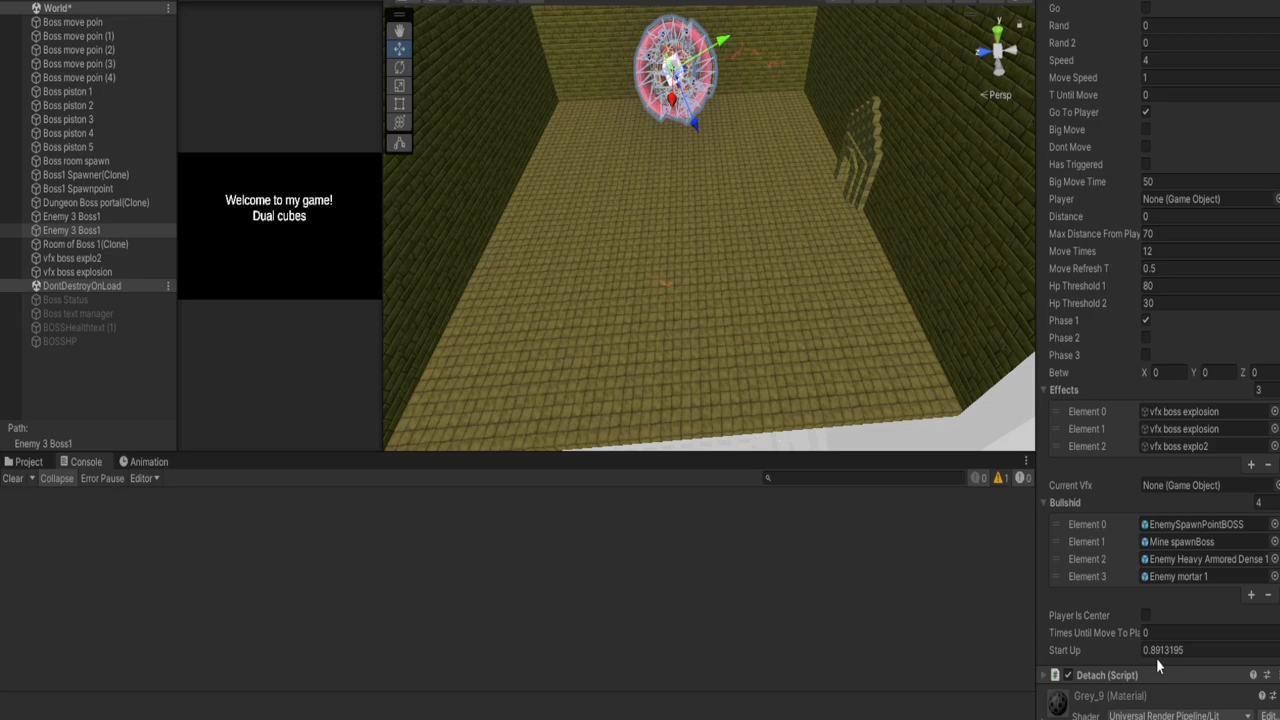 World*
Boss move poin
Boss move poin (1)
Boss move poin (2)
Boss move poin (3)
Boss move poin (4)
Boss piston 1
Boss piston 2
Boss piston 3
Boss piston 4
Boss piston 5
Boss room spawn
Boss1 Spawner(Clone)
Boss1 Spawnpoint
Dungeon Boss portal(Clone)
Enemy 3 Boss1
Enemy 3 Boss1
Room of Boss 1(Clone)
vfx boss explo2
vfx boss explosion
DontDestroyOnLoad
Boss Status
Boss text manager
BOSSHealthtext (1)
BOSSHP
Path:
Enemy 3 Boss1
Welcome to my game!
Dual cubes
y
z
< Persp
Project
Console
Animation
Clear
Collapse
Error Pause
Editor
0
1
0
Go
Rand 0
Rand 2 0
Speed 4
Move Speed 1
T Until Move 0
Go To Player
Big Move
Dont Move
Has Triggered
Big Move Time 50
Player None (Game Object)
Distance 0
Max Distance From Play 70
Move Times 12
Move Refresh T 0.5
Hp Threshold 1 80
Hp Threshold 2 30
Phase 1
Phase 2
Phase 3
Betw X 0 Y 0 Z 0
Effects 3
Element 0 vfx boss explosion
Element 1 vfx boss explosion
Element 2 vfx boss explo2
+ −
Current Vfx None (Game Object)
Bullshid 4
Element 0 EnemySpawnPointBOSS
Element 1 Mine spawnBoss
Element 2 Enemy Heavy Armored Dense 1
Element 3 Enemy mortar 1
+ −
Player Is Center
Times Until Move To Pla 0
Start Up 0.8913195
Detach (Script)
Grey_9 (Material)
Shader Universal Render Pipeline/Lit Edit